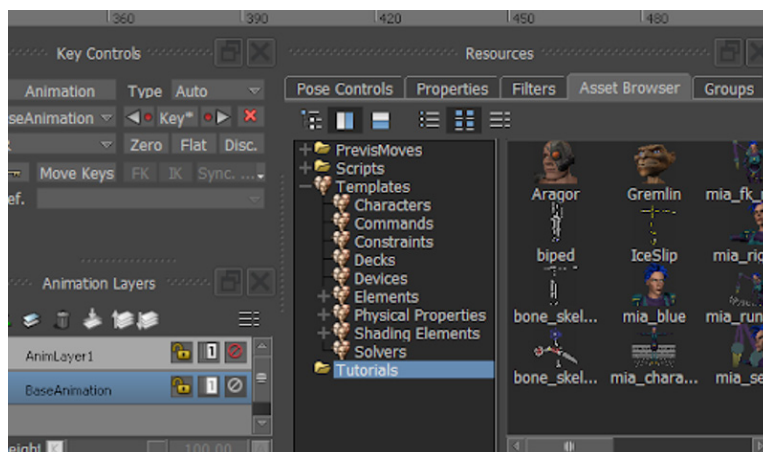 360 390 420 450 480
Key Controls
Animation Type Auto
seAnimation Key*
Zero Flat Disc.
Move Keys FK IK Sync. ...
ef.
Animation Layers
AnimLayer1 1
BaseAnimation 1
100.00
Resources
Pose Controls Properties Filters Asset Browser Groups
PrevisMoves
Scripts
Templates
Characters
Commands
Constraints
Decks
Devices
Elements
Physical Properties
Shading Elements
Solvers
Tutorials
Aragor Gremlin mia_fk_
biped IceSlip mia_rig
bone_skel... mia_blue mia_run
bone_skel... mia_chara... mia_se